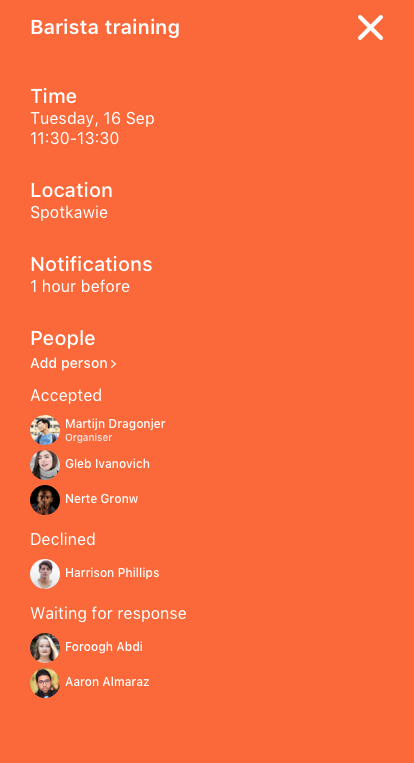 Barista training
Time
Tuesday, 16 Sep
11:30-13:30
Location
Spotkawie
Notifications
1 hour before
People
Add person >
Accepted
Martijn Dragonjer
Organiser
Gleb Ivanovich
Nerte Gronw
Declined
Harrison Phillips
Waiting for response
Foroogh Abdi
Aaron Almaraz